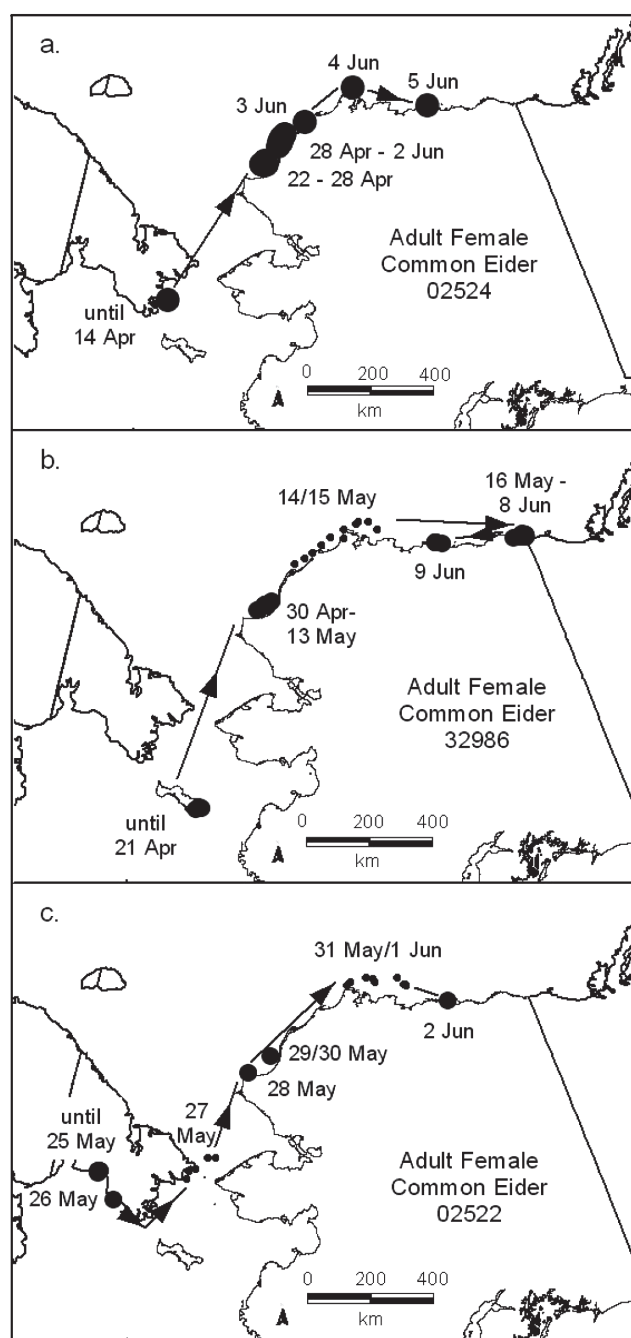 a.
4 Jun
5 Jun
3 Jun
28 Apr - 2 Jun
22 - 28 Apr
Adult Female
Common Eider
02524
until
14 Apr
0 200 400
km
b.
16 May -
8 Jun
14/15 May
9 Jun
30 Apr-
13 May
Adult Female
Common Eider
32986
until
21 Apr
0 200 400
km
c.
31 May/1 Jun
2 Jun
29/30 May
28 May
27
May
until
25 May
26 May
Adult Female
Common Eider
02522
0 200 400
km